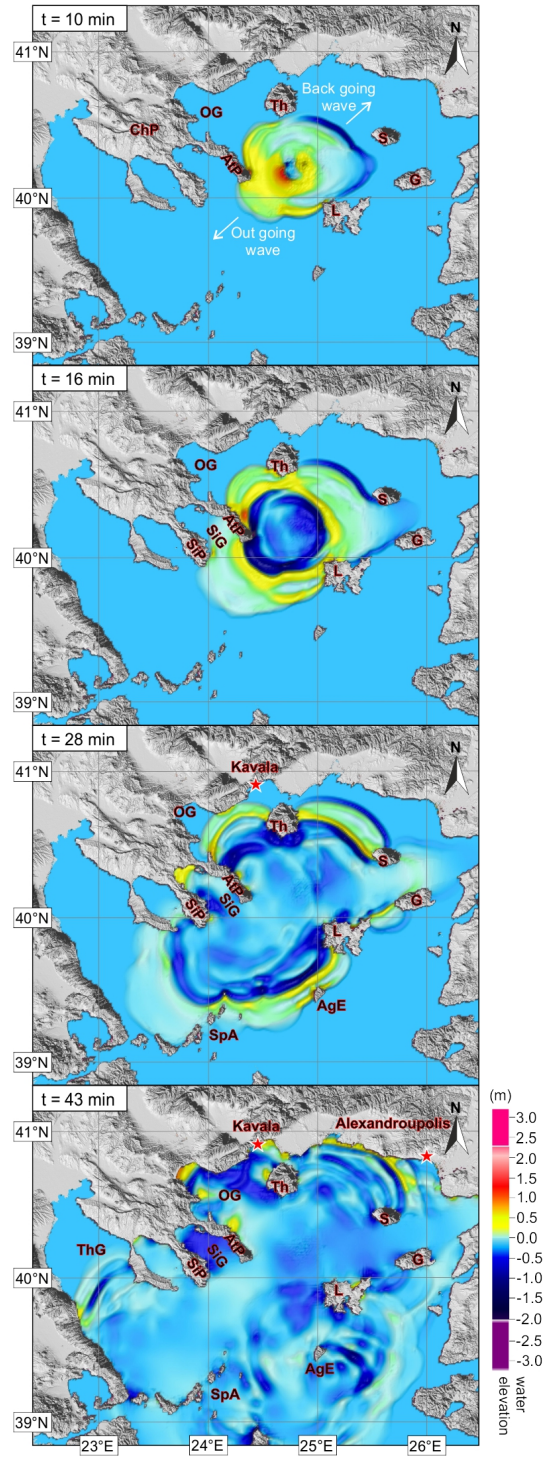 t = 10 min
41°N
N
OG
Th
Back going
wave
ChP
S
AtP
G
40°N
L
Out going
wave
39°N
t = 16 min
N
41°N
OG
Th
S
AtP
SiG
SiP
G
40°N
L
39°N
t = 28 min
N
Kavala
41°N
OG
Th
S
AtP
SiG
SiP
G
40°N
L
AgE
SpA
39°N
t = 43 min
(m)
N
Kavala
Alexandroupolis
41°N
3.0
2.0
1.5
1.0
0.5
0.0
-0.5
-1.0
-1.5
-2.0
-2.5
-3.0
OG
Th
S
AtP
SiG
ThG
SiP
G
40°N
L
AgE
SpA
39°N
23°E
24°E
25°E
26°E
water
elevation